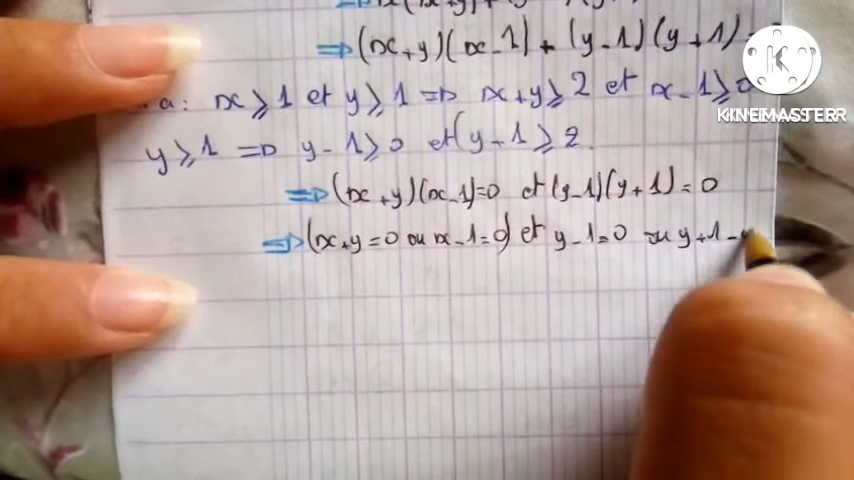 ⇒ (x+y)(x-1) + (y-1)(y+1)
a: x ≥ 1 et y ≥ 1 ⇒ x+y ≥ 2 et x-1 ≥ 0
y ≥ 1 ⇒ y-1 ≥ 0 et (y+1 ≥ 2.
⇒ (x+y)(x-1)=0 et (y-1)(y+1)=0
⇒ (x+y=0 ou x-1=0) et y-1=0 ou y+1
KINEMASTER